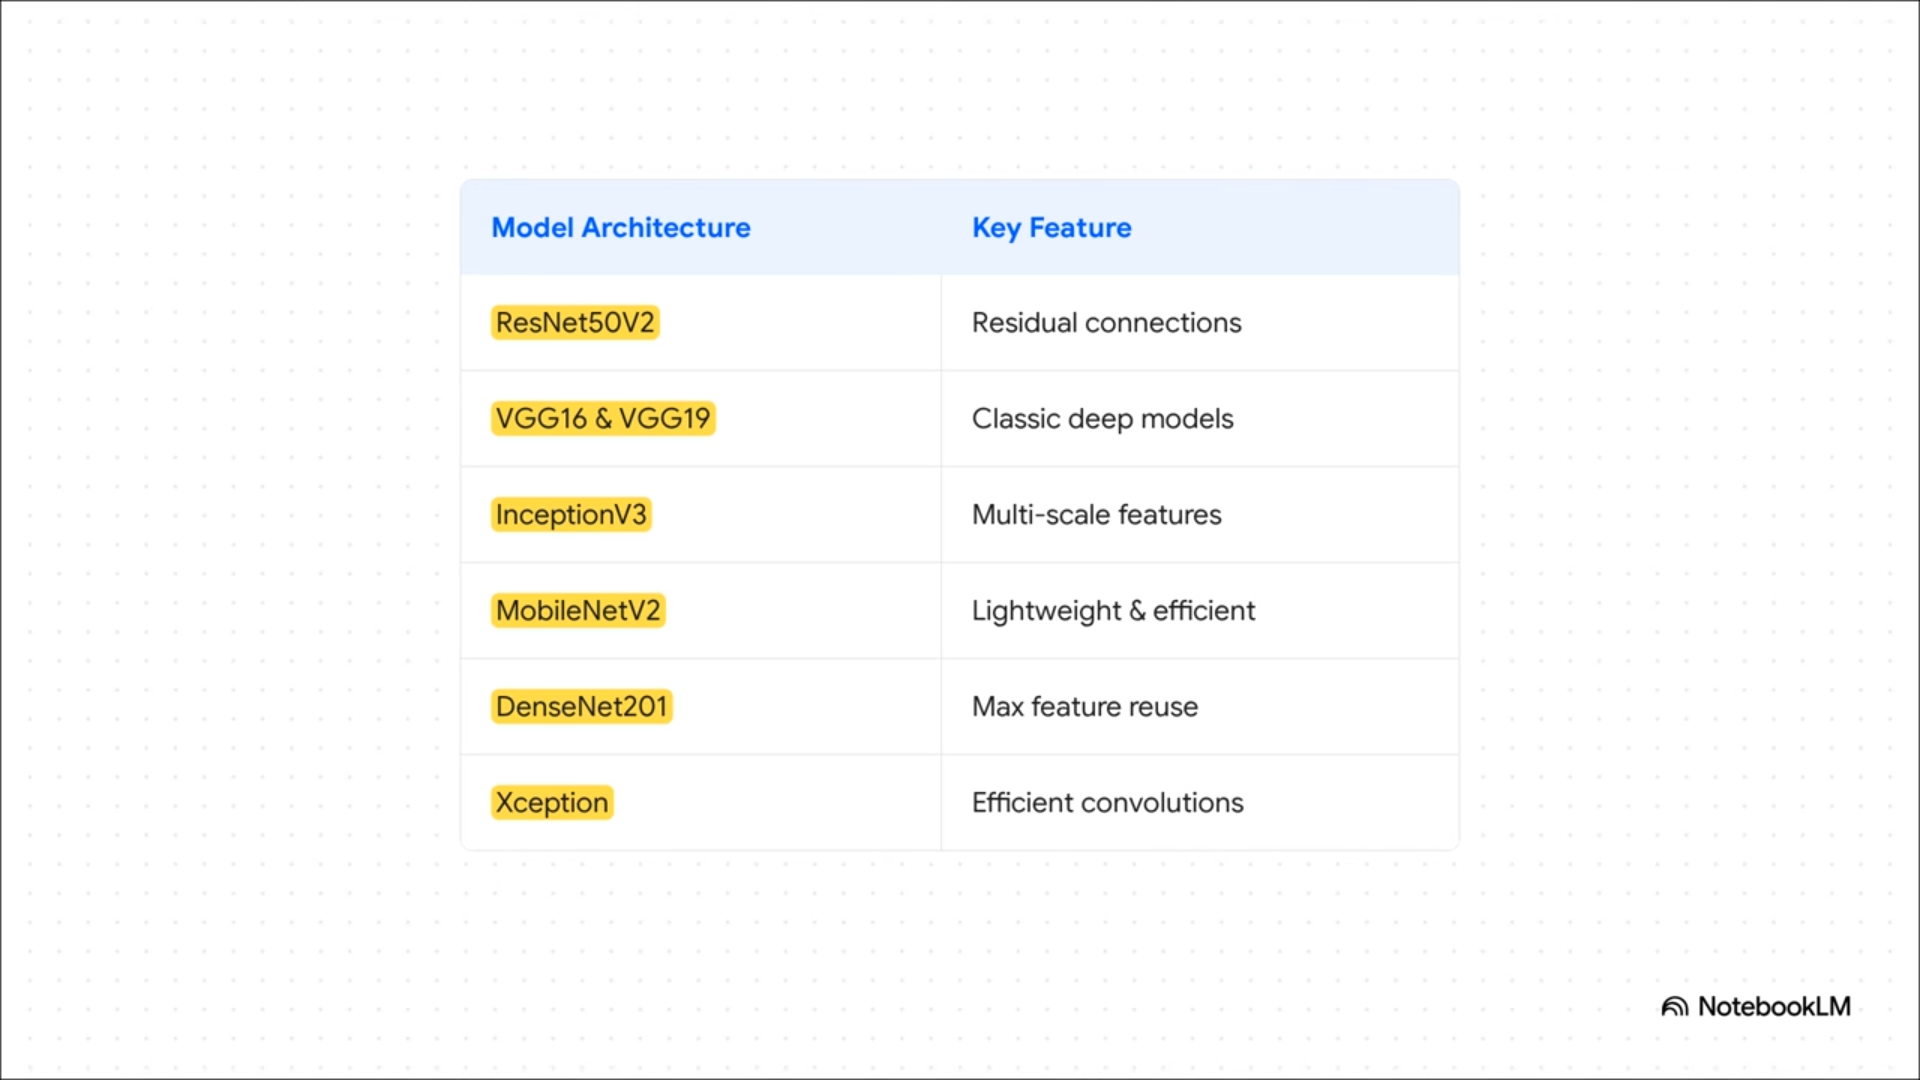 Model Architecture Key Feature
ResNet50V2 Residual connections
VGG16 & VGG19 Classic deep models
InceptionV3 Multi-scale features
MobileNetV2 Lightweight & efficient
DenseNet201 Max feature reuse
Xception Efficient convolutions
NotebookLM